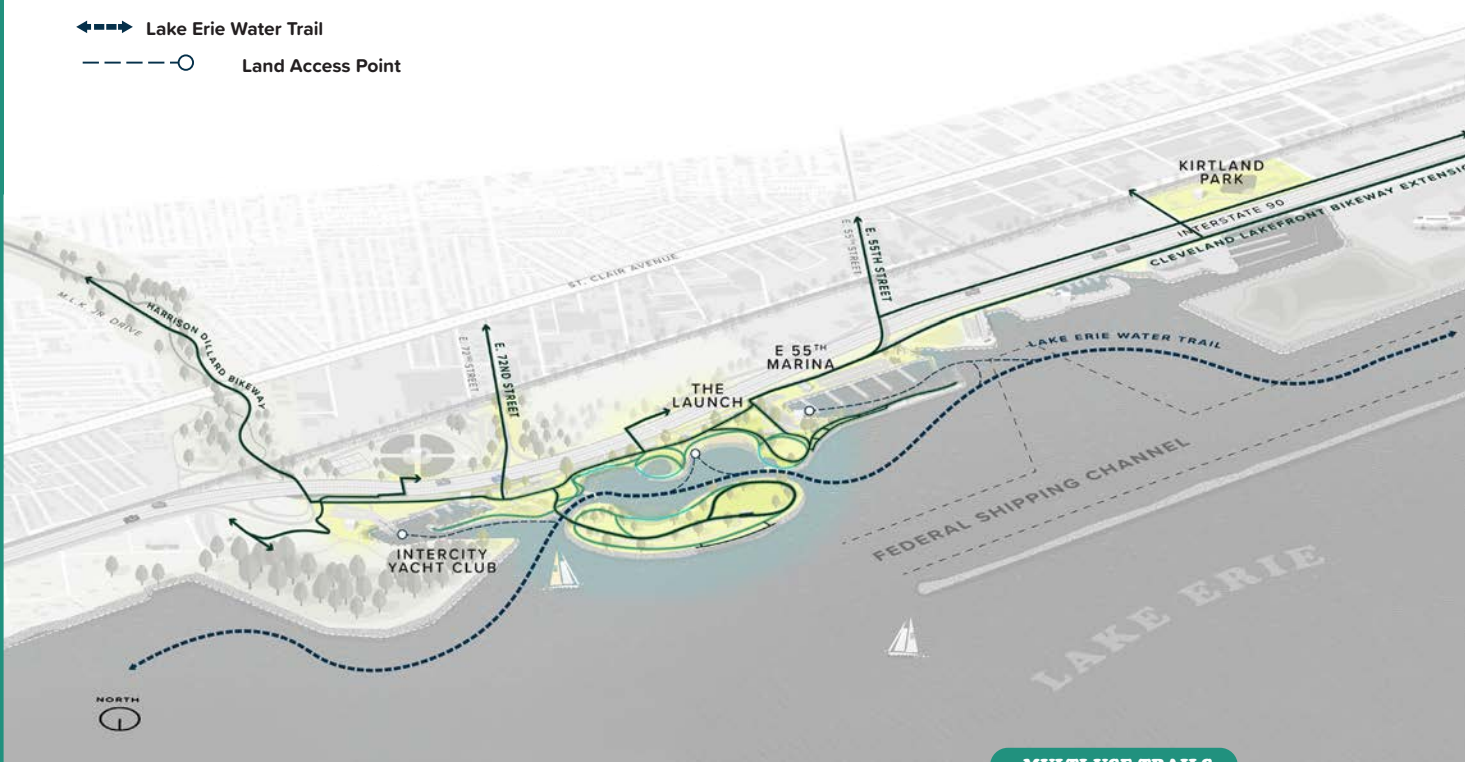 Lake Erie Water Trail
Land Access Point
KIRTLAND
PARK
INTERSTATE 90
CLEVELAND LAKEFRONT BIKEWAY EXTENSIO
E. 55TH STREET
E. 55TH STREET
ST. CLAIR AVENUE
M.L.K. JR. DRIVE
HARRISON DILLARD BIKEWAY
E. 72ND STREET
E. 72ND STREET
E 55TH
MARINA
THE
LAUNCH
LAKE ERIE WATER TRAIL
FEDERAL SHIPPING CHANNEL
INTERCITY
YACHT CLUB
LAKE ERIE
NORTH